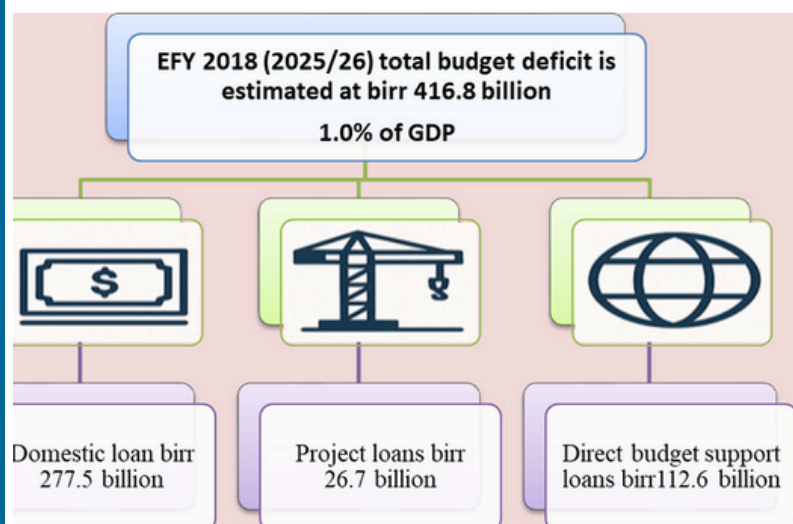 EFY 2018 (2025/26) total budget deficit is
estimated at birr 416.8 billion
1.0% of GDP
$
Domestic loan birr
277.5 billion
Project loans birr
26.7 billion
Direct budget support
loans birr112.6 billion